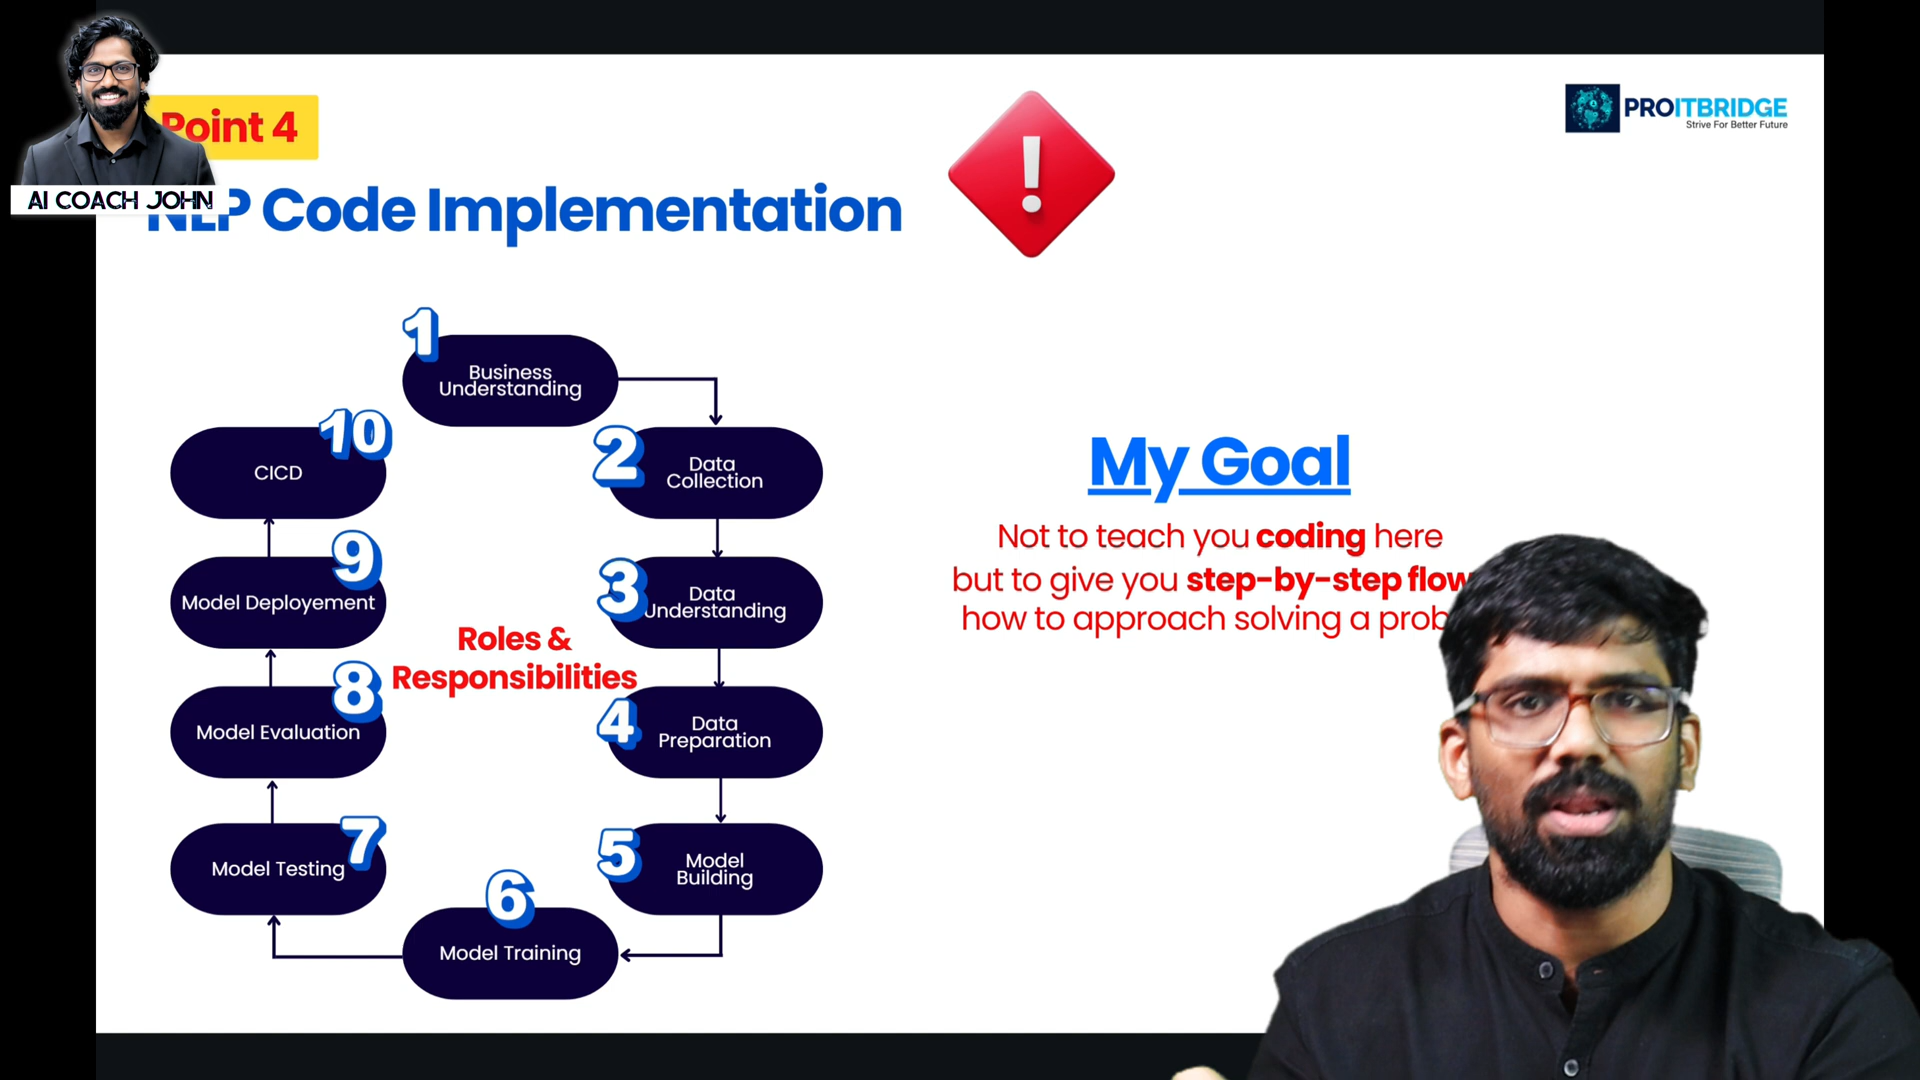 Point 4
AI COACH JOHN
NLP Code Implementation
PROITBRIDGE
Strive For Better Future
1
Business
Understanding
2
Data
Collection
3
Data
Understanding
4
Data
Preparation
5
Model
Building
6
Model Training
7
Model Testing
8
Model Evaluation
9
Model Deployement
10
CICD
Roles &
Responsibilities
My Goal
Not to teach you coding here
but to give you step-by-step flow
how to approach solving a